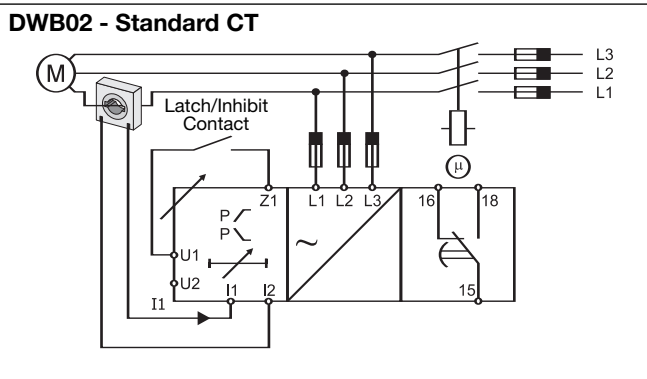 DWB02 - Standard CT
L3
L2
L1
M
Latch/Inhibit
Contact
µ
Z1 L1 L2 L3 16 18
P
P
~
U1
U2
I1 I1 I2 15